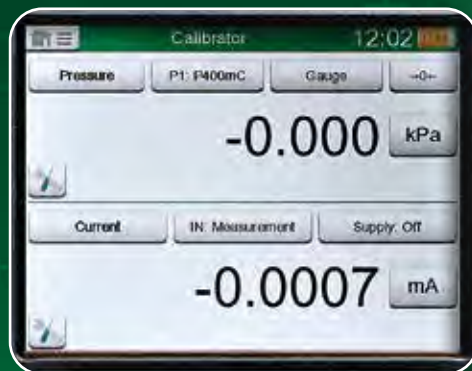 Calibrator 12:02
Pressure P1: P400mC Gauge →0←
-0.000 kPa
Current IN: Measurement Supply: Off
-0.0007 mA